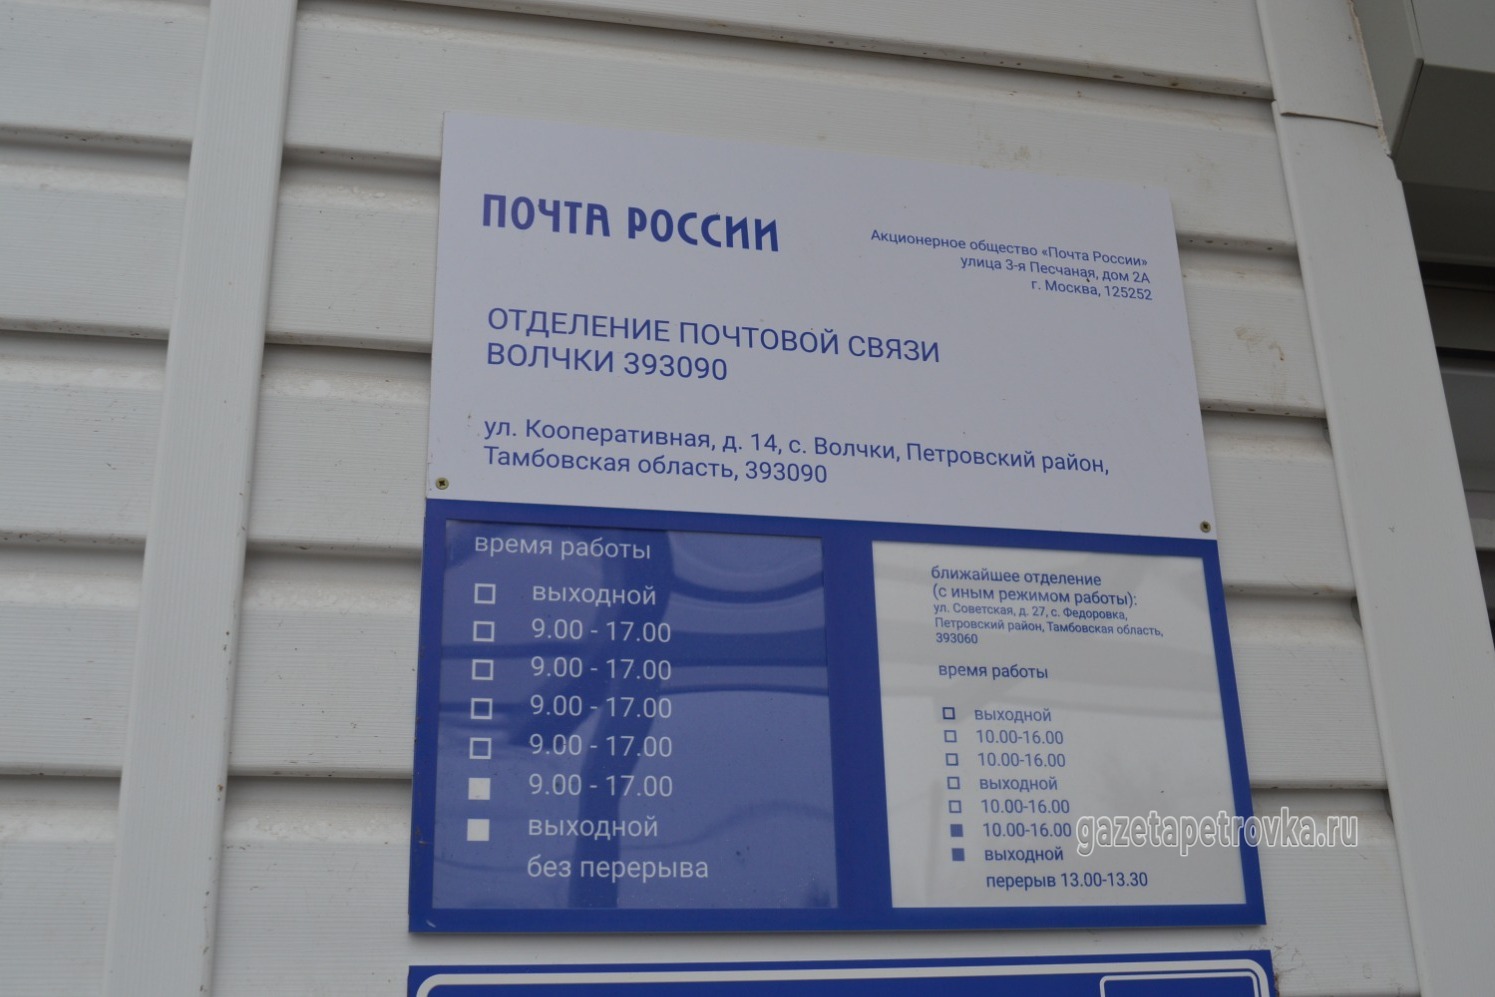 ПОЧТА РОССИИ
Акционерное общество «Почта России»
улица 3-я Песчаная, дом 2А
г. Москва, 125252
ОТДЕЛЕНИЕ ПОЧТОВОЙ СВЯЗИ
ВОЛЧКИ 393090
ул. Кооперативная, д. 14, с. Волчки, Петровский район,
Тамбовская область, 393090
время работы
выходной
9.00 - 17.00
9.00 - 17.00
9.00 - 17.00
9.00 - 17.00
9.00 - 17.00
выходной
без перерыва
ближайшее отделение
(с иным режимом работы):
ул. Советская, д. 27, с. Федоровка,
Петровский район, Тамбовская область,
393060
время работы
выходной
10.00-16.00
10.00-16.00
выходной
10.00-16.00
10.00-16.00
выходной
перерыв 13.00-13.30
gazetapetrovka.ru